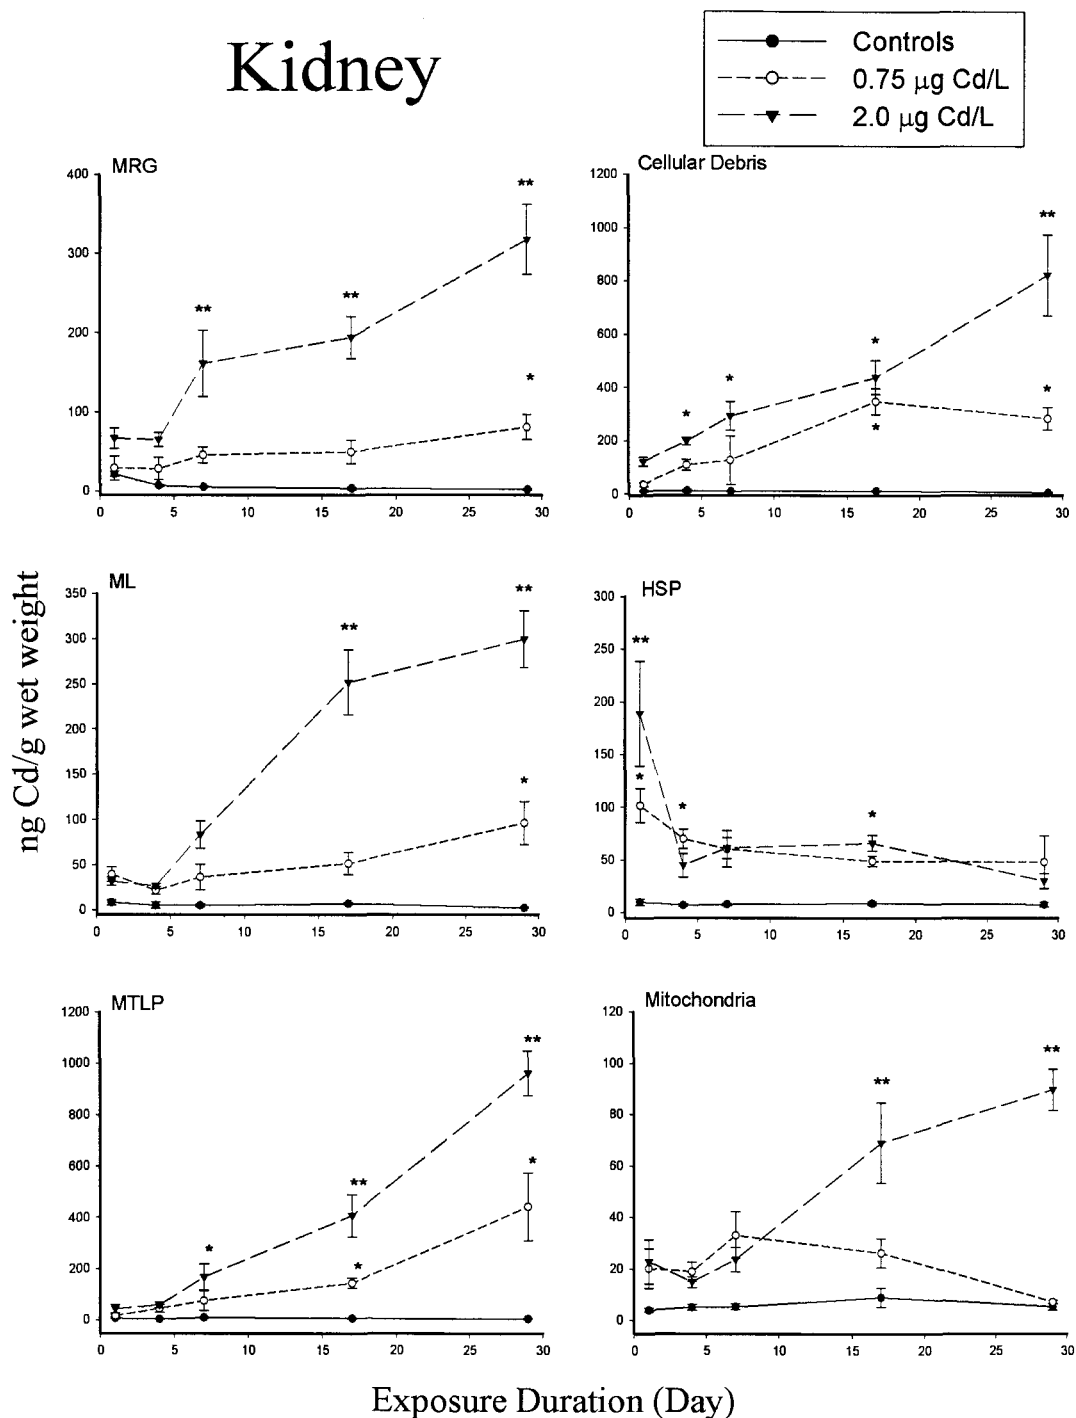 Kidney
Controls
0.75 μg Cd/L
2.0 μg Cd/L
MRG
400
300
200
100
0
0 5 10 15 20 25 30
** ** ** *
Cellular Debris
1200
1000
800
600
400
200
0
0 5 10 15 20 25 30
* * * * ** *
ng Cd/g wet weight
ML
350
300
250
200
150
100
50
0
0 5 10 15 20 25 30
** ** *
HSP
300
250
200
150
100
50
0
0 5 10 15 20 25 30
** * * *
MTLP
1200
1000
800
600
400
200
0
0 5 10 15 20 25 30
* ** * ** *
Mitochondria
120
100
80
60
40
20
0
0 5 10 15 20 25 30
** **
Exposure Duration (Day)